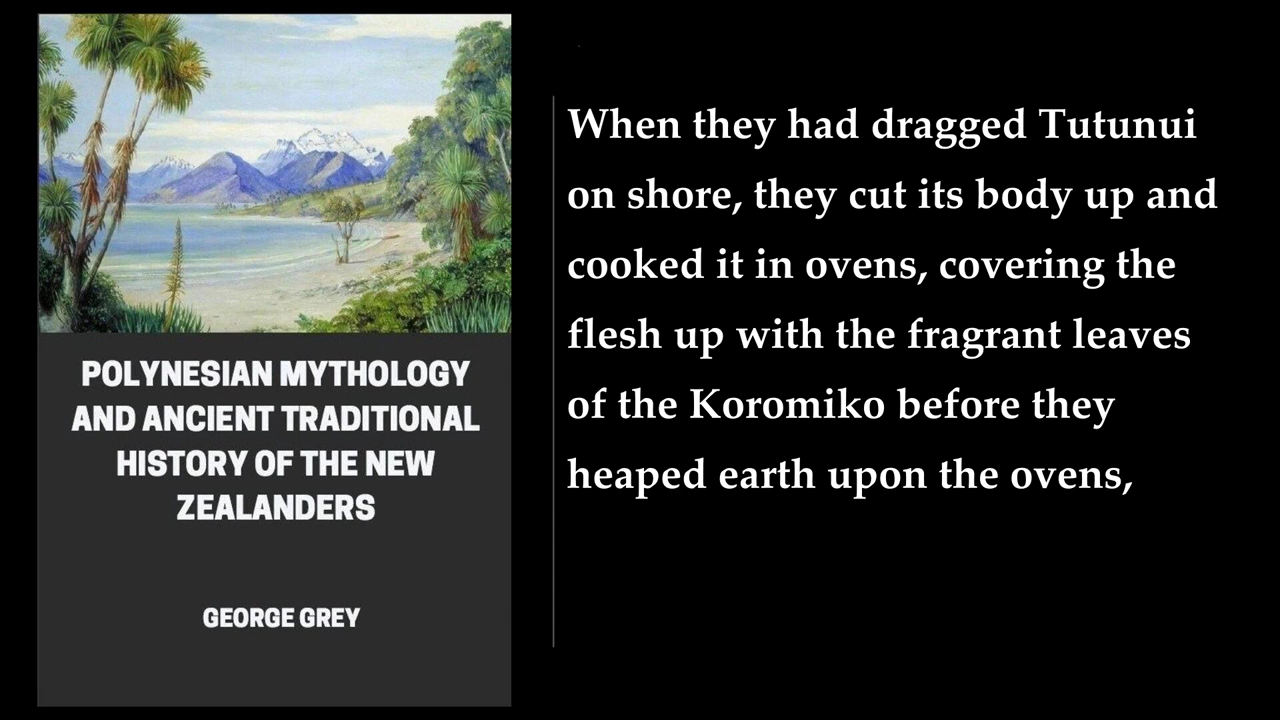 POLYNESIAN MYTHOLOGY
AND ANCIENT TRADITIONAL
HISTORY OF THE NEW
ZEALANDERS
GEORGE GREY
When they had dragged Tutunui
on shore, they cut its body up and
cooked it in ovens, covering the
flesh up with the fragrant leaves
of the Koromiko before they
heaped earth upon the ovens,